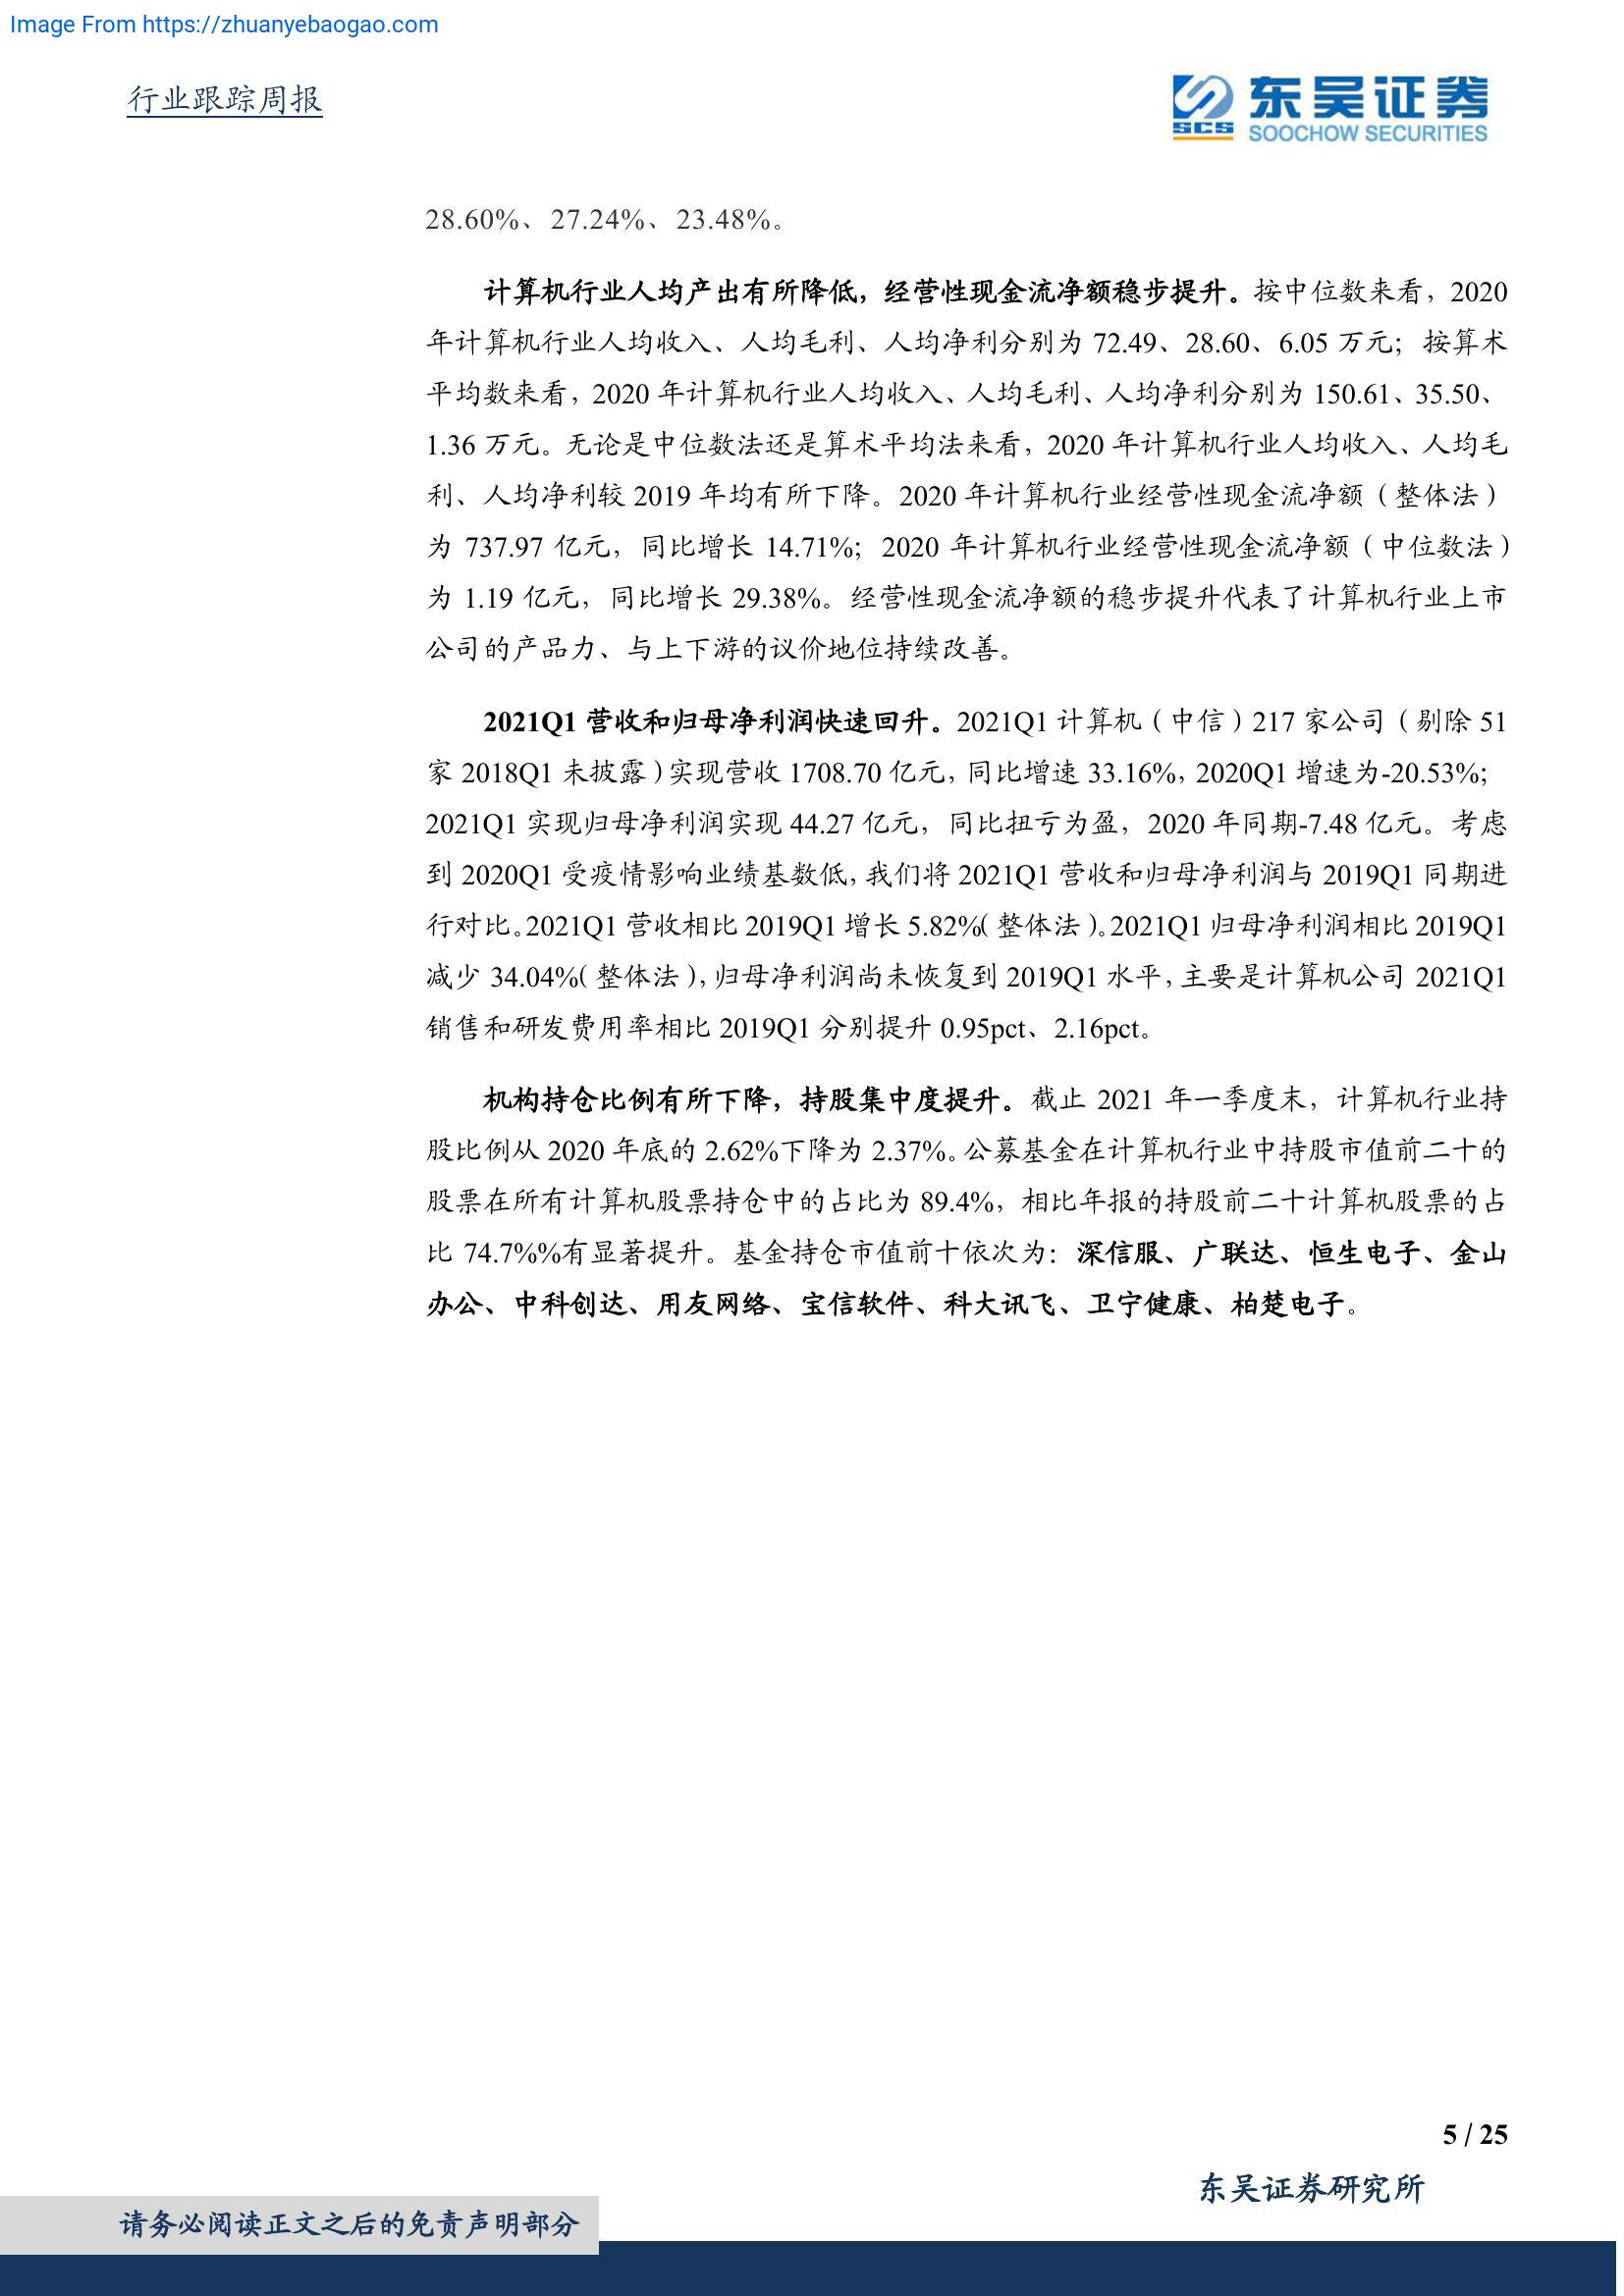 Image From https://zhuanyebaogao.com
行业跟踪周报
东吴证券
SCS
SOOCHOW SECURITIES
28.60%、27.24%、23.48%。
计算机行业人均产出有所降低，经营性现金流净额稳步提升。按中位数来看，2020
年计算机行业人均收入、人均毛利、人均净利分别为 72.49、28.60、6.05 万元；按算术
平均数来看，2020 年计算机行业人均收入、人均毛利、人均净利分别为 150.61、35.50、
1.36 万元。无论是中位数法还是算术平均法来看，2020 年计算机行业人均收入、人均毛
利、人均净利较 2019 年均有所下降。2020 年计算机行业经营性现金流净额（整体法）
为 737.97 亿元，同比增长 14.71%；2020 年计算机行业经营性现金流净额（中位数法）
为 1.19 亿元，同比增长 29.38%。经营性现金流净额的稳步提升代表了计算机行业上市
公司的产品力、与上下游的议价地位持续改善。
2021Q1 营收和归母净利润快速回升。2021Q1 计算机（中信）217 家公司（剔除 51
家 2018Q1 未披露）实现营收 1708.70 亿元，同比增速 33.16%，2020Q1 增速为-20.53%；
2021Q1 实现归母净利润实现 44.27 亿元，同比扭亏为盈，2020 年同期-7.48 亿元。考虑
到 2020Q1 受疫情影响业绩基数低，我们将 2021Q1 营收和归母净利润与 2019Q1 同期进
行对比。2021Q1 营收相比 2019Q1 增长 5.82%（整体法）。2021Q1 归母净利润相比 2019Q1
减少 34.04%（整体法），归母净利润尚未恢复到 2019Q1 水平，主要是计算机公司 2021Q1
销售和研发费用率相比 2019Q1 分别提升 0.95pct、2.16pct。
机构持仓比例有所下降，持股集中度提升。截止 2021 年一季度末，计算机行业持
股比例从 2020 年底的 2.62%下降为 2.37%。公募基金在计算机行业中持股市值前二十的
股票在所有计算机股票持仓中的占比为 89.4%，相比年报的持股前二十计算机股票的占
比 74.7%%有显著提升。基金持仓市值前十依次为：深信服、广联达、恒生电子、金山
办公、中科创达、用友网络、宝信软件、科大讯飞、卫宁健康、柏楚电子。
5 / 25
东吴证券研究所
请务必阅读正文之后的免责声明部分